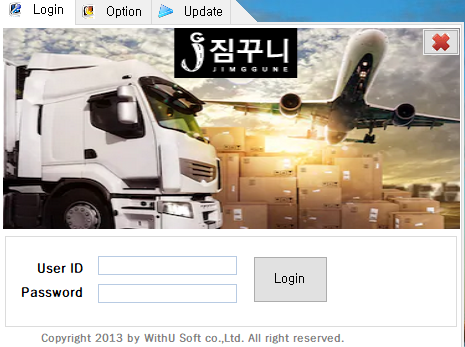 Login Option Update
짐꾸니
JIMGGUNE
User ID
Password
Login
Copyright 2013 by WithU Soft co.,Ltd. All right reserved.